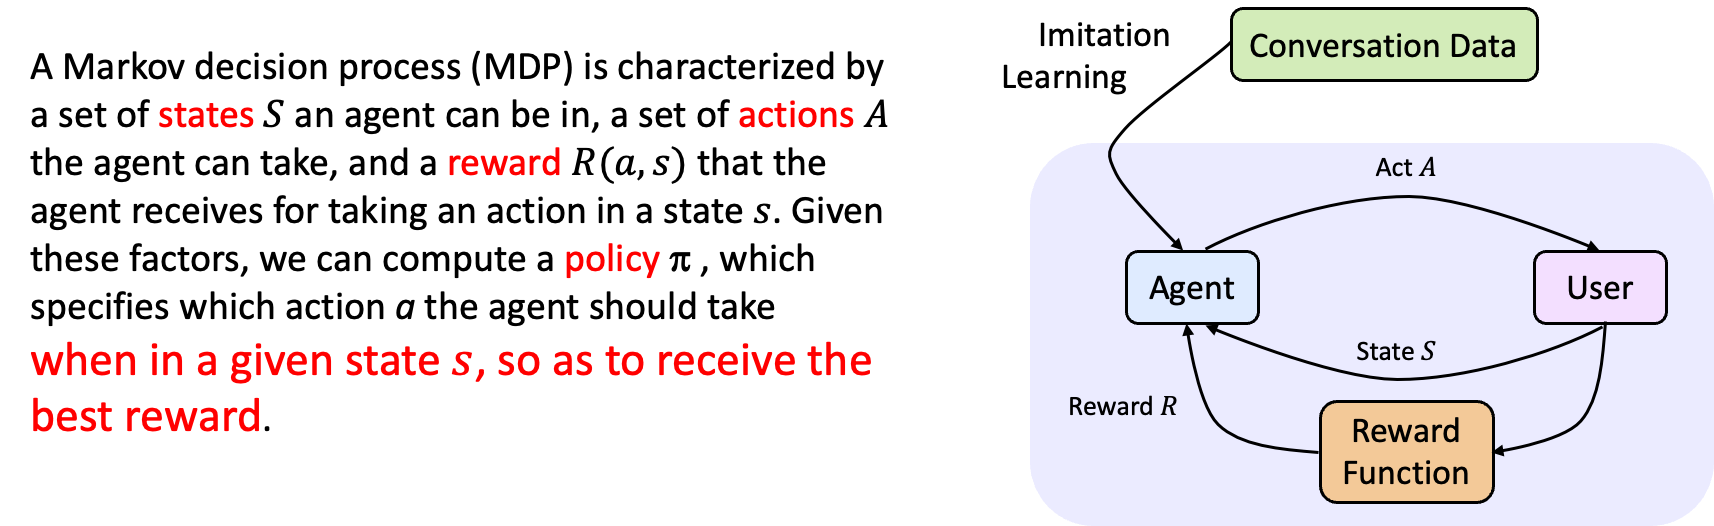 A Markov decision process (MDP) is characterized by
a set of states S an agent can be in, a set of actions A
the agent can take, and a reward R(a, s) that the
agent receives for taking an action in a state s. Given
these factors, we can compute a policy π , which
specifies which action a the agent should take
when in a given state s, so as to receive the
best reward.
Imitation
Learning
Conversation Data
Act A
Agent
User
State S
Reward R
Reward
Function